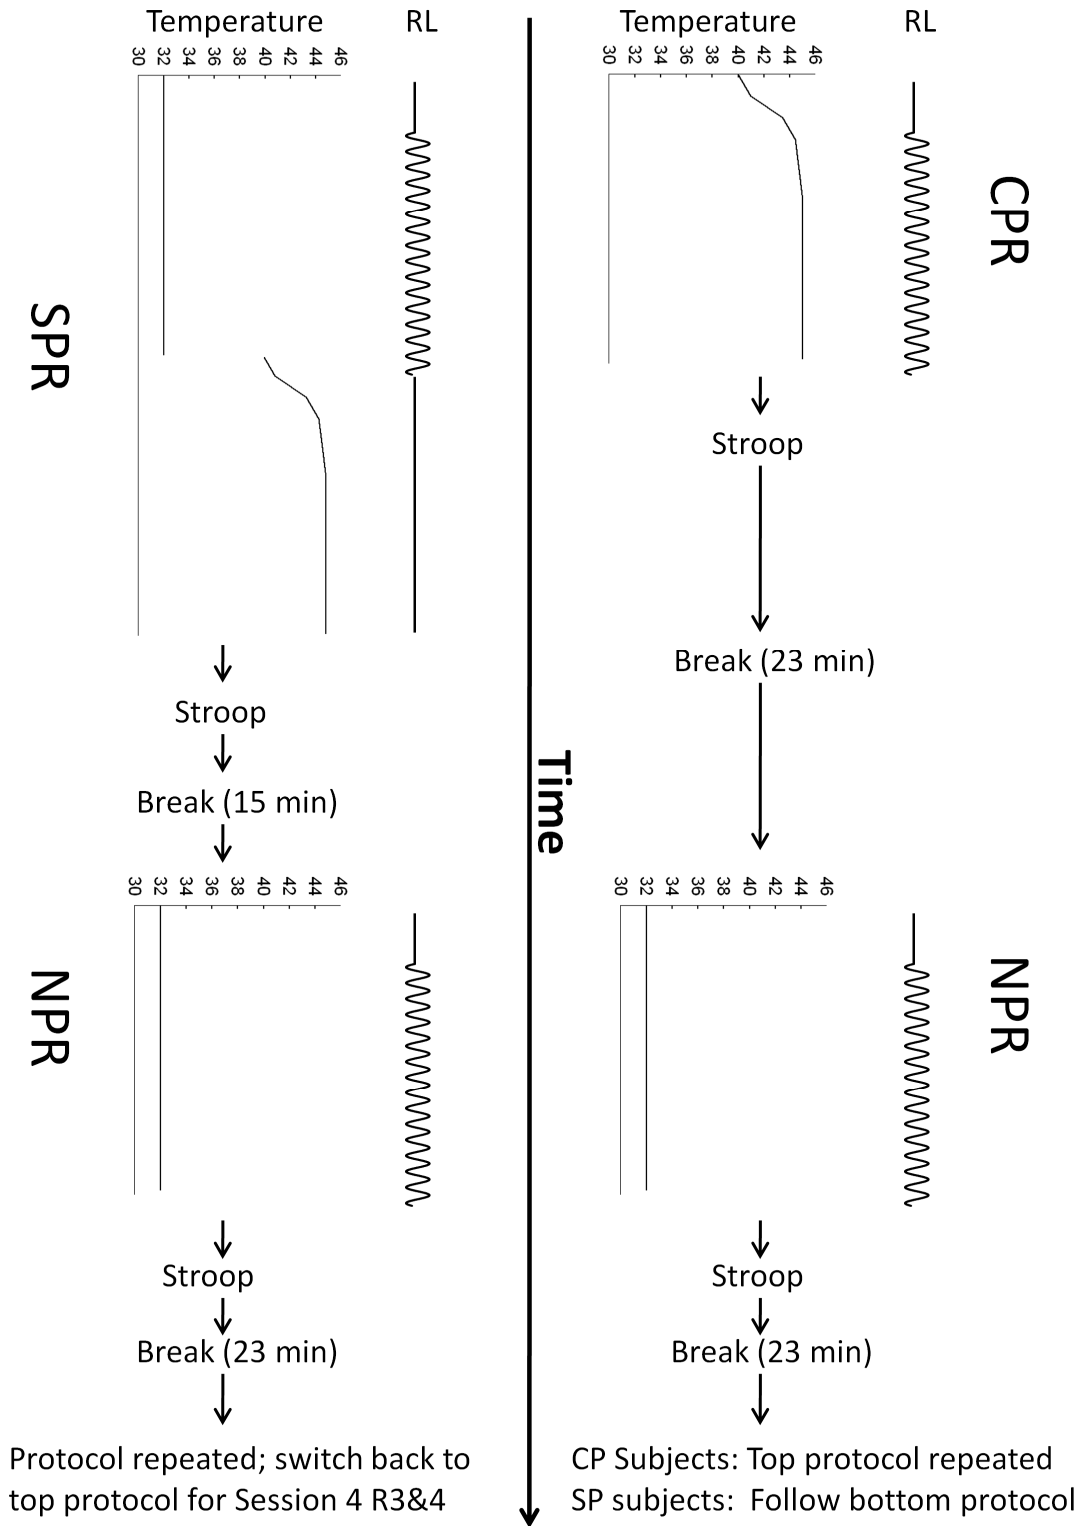 Temperature
RL
30 32 34 36 38 40 42 44 46
SPR
Stroop
Break (15 min)
30 32 34 36 38 40 42 44 46
NPR
Stroop
Break (23 min)
Protocol repeated; switch back to
top protocol for Session 4 R3&4
Time
Temperature
RL
30 32 34 36 38 40 42 44 46
CPR
Stroop
Break (23 min)
30 32 34 36 38 40 42 44 46
NPR
Stroop
Break (23 min)
CP Subjects: Top protocol repeated
SP subjects: Follow bottom protocol